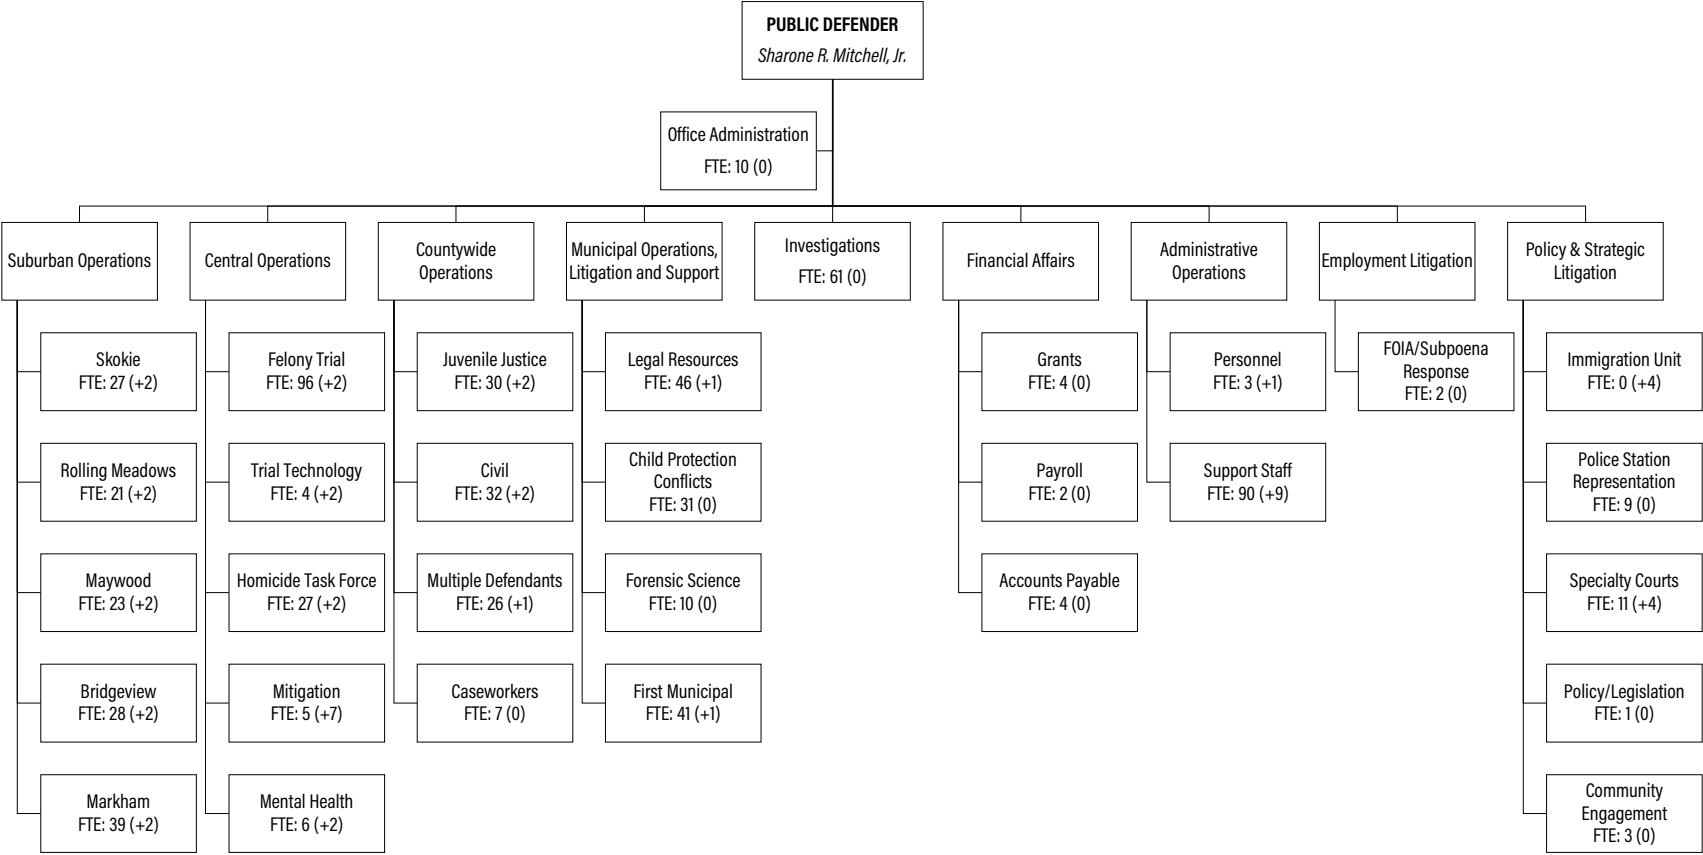 PUBLIC DEFENDER
Sharone R. Mitchell, Jr.
Office Administration
FTE: 10 (0)
Suburban Operations
Skokie
FTE: 27 (+2)
Rolling Meadows
FTE: 21 (+2)
Maywood
FTE: 23 (+2)
Bridgeview
FTE: 28 (+2)
Markham
FTE: 39 (+2)
Central Operations
Felony Trial
FTE: 96 (+2)
Trial Technology
FTE: 4 (+2)
Homicide Task Force
FTE: 27 (+2)
Mitigation
FTE: 5 (+7)
Mental Health
FTE: 6 (+2)
Countywide
Operations
Juvenile Justice
FTE: 30 (+2)
Civil
FTE: 32 (+2)
Multiple Defendants
FTE: 26 (+1)
Caseworkers
FTE: 7 (0)
Municipal Operations,
Litigation and Support
Legal Resources
FTE: 46 (+1)
Child Protection
Conflicts
FTE: 31 (0)
Forensic Science
FTE: 10 (0)
First Municipal
FTE: 41 (+1)
Investigations
FTE: 61 (0)
Financial Affairs
Grants
FTE: 4 (0)
Payroll
FTE: 2 (0)
Accounts Payable
FTE: 4 (0)
Administrative
Operations
Personnel
FTE: 3 (+1)
Support Staff
FTE: 90 (+9)
Employment Litigation
FOIA/Subpoena
Response
FTE: 2 (0)
Policy & Strategic
Litigation
Immigration Unit
FTE: 0 (+4)
Police Station
Representation
FTE: 9 (0)
Specialty Courts
FTE: 11 (+4)
Policy/Legislation
FTE: 1 (0)
Community
Engagement
FTE: 3 (0)